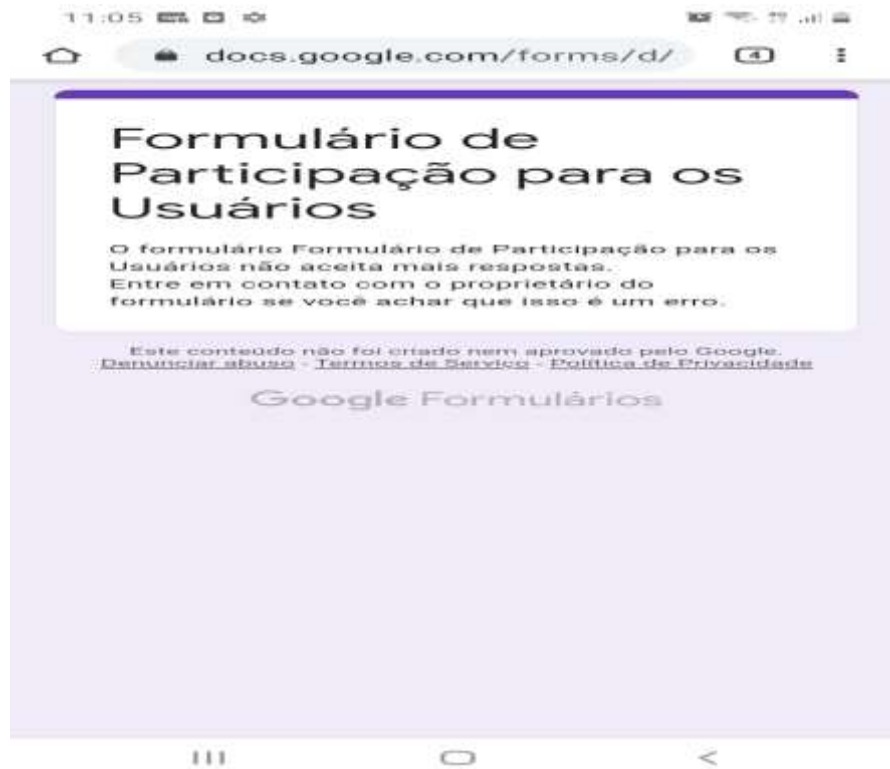 11:05
docs.google.com/forms/d/
4
Formulário de
Participação para os
Usuários
O formulário Formulário de Participação para os
Usuários não aceita mais respostas.
Entre em contato com o proprietário do
formulário se você achar que isso é um erro.
Este conteúdo não foi criado nem aprovado pelo Google.
Denunciar abuso - Termos de Serviço - Política de Privacidade
Google Formulários